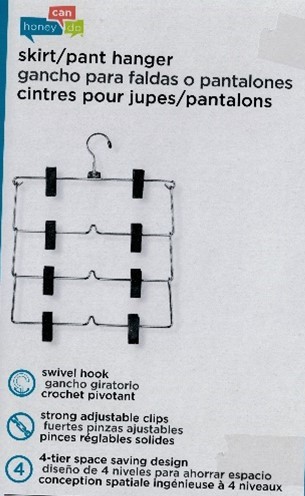 can
honey do
skirt/pant hanger
gancho para faldas o pantalones
cintres pour jupes/pantalons
swivel hook
gancho giratorio
crochet pivotant
strong adjustable clips
fuertes pinzas ajustables
pinces réglables solides
4
4-tier space saving design
diseño de 4 niveles para ahorrar espacio
conception spatiale ingénieuse à 4 niveaux